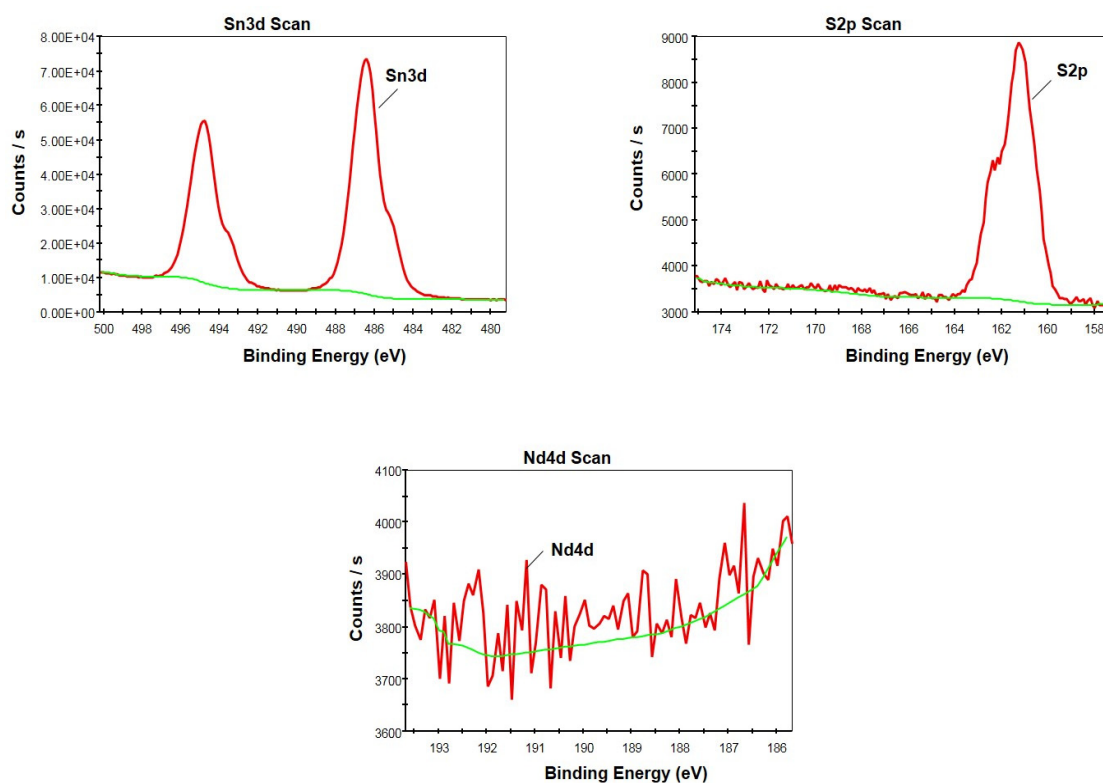 Sn3d Scan
8.00E+04
7.00E+04
6.00E+04
5.00E+04
4.00E+04
3.00E+04
2.00E+04
1.00E+04
0.00E+00
Counts / s
Sn3d
500 498 496 494 492 490 488 486 484 482 480
Binding Energy (eV)
S2p Scan
9000
8000
7000
6000
5000
4000
3000
Counts / s
S2p
174 172 170 168 166 164 162 160 158
Binding Energy (eV)
Nd4d Scan
4100
4000
3900
3800
3700
3600
Counts / s
Nd4d
193 192 191 190 189 188 187 186
Binding Energy (eV)